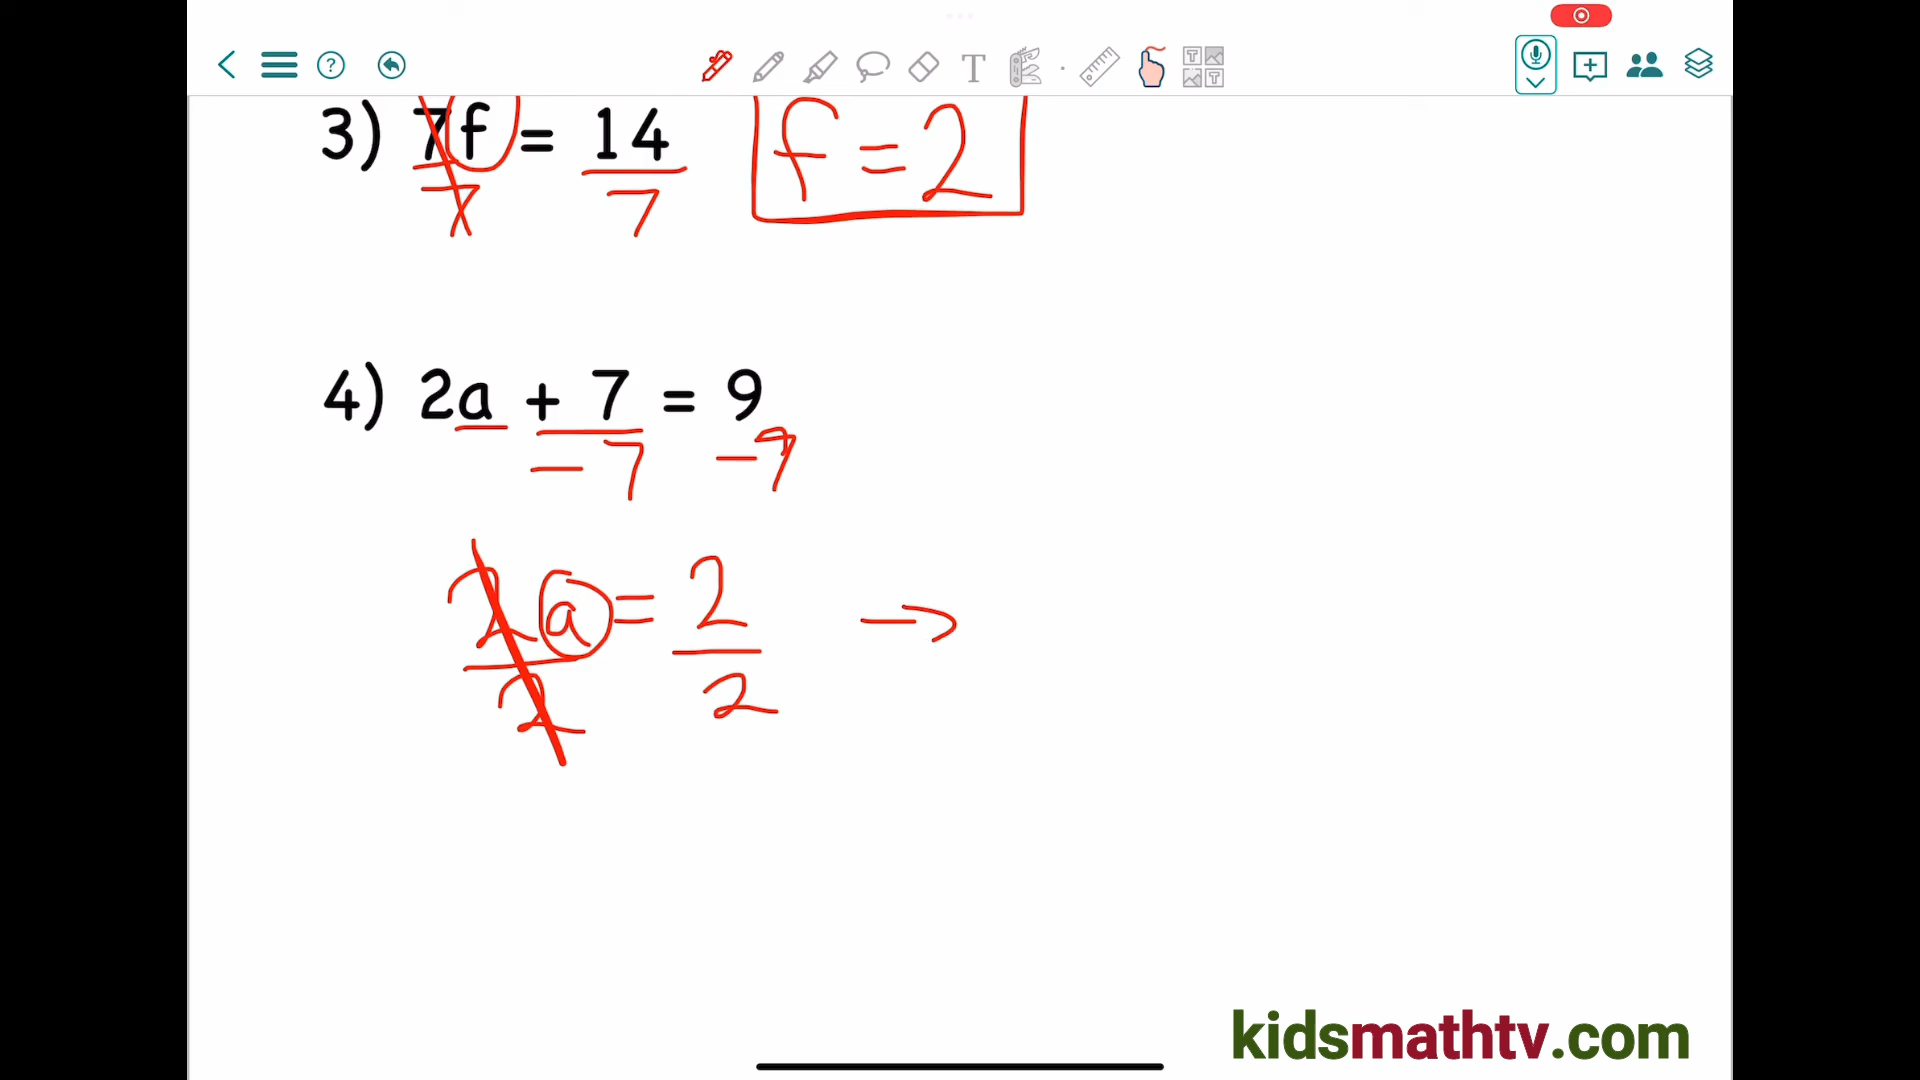 3) 7f = 14 f = 2
7 7
4) 2a + 7 = 9
- 7 - 7
2a = 2 →
2 2
kidsmathtv.com